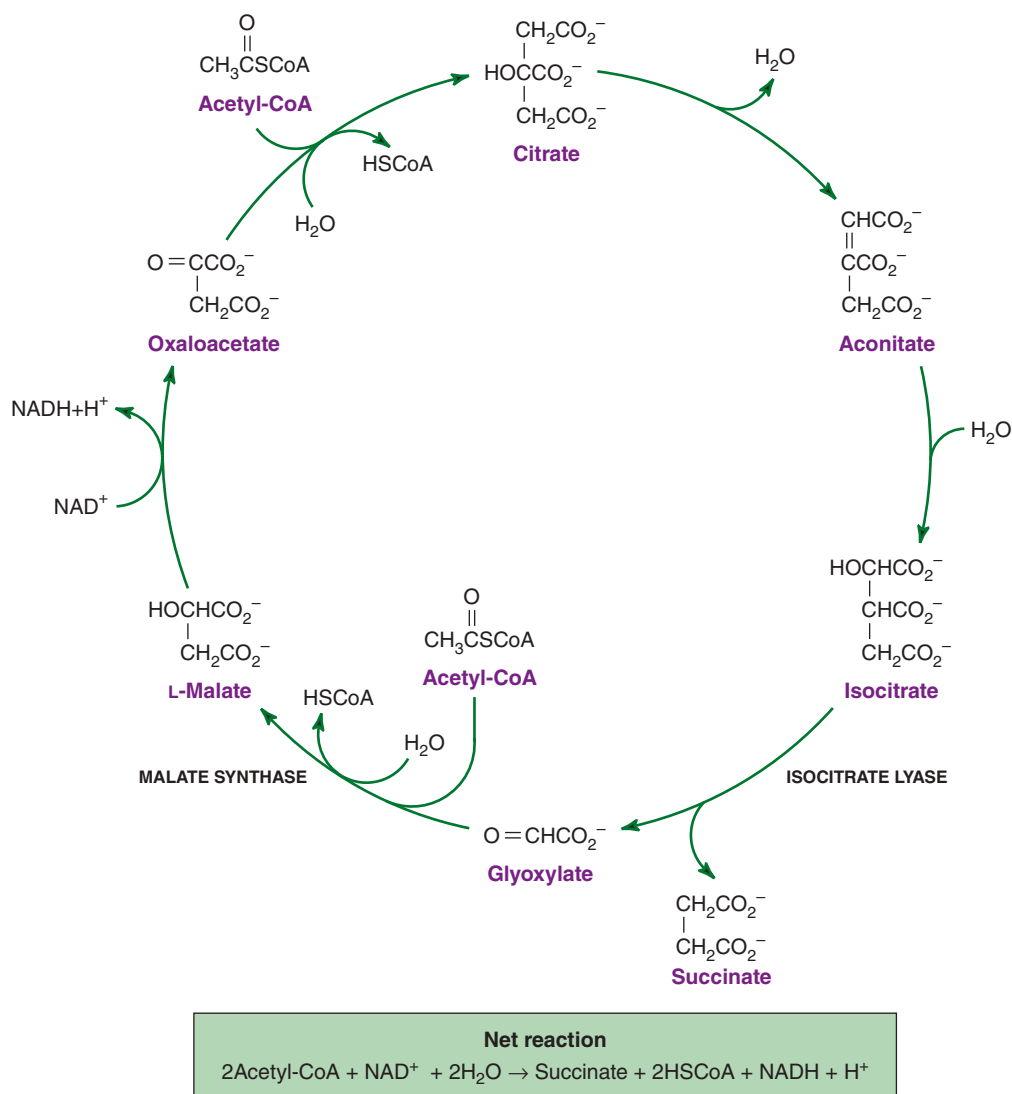 O
||
CH₃CSCoA
Acetyl-CoA
HSCoA
H₂O
CH₂CO₂⁻
|
HOCCO₂⁻
|
CH₂CO₂⁻
Citrate
H₂O
CHCO₂⁻
||
CCO₂⁻
|
CH₂CO₂⁻
Aconitate
H₂O
HOCHCO₂⁻
|
CHCO₂⁻
|
CH₂CO₂⁻
Isocitrate
ISOCITRATE LYASE
CH₂CO₂⁻
|
CH₂CO₂⁻
Succinate
O=CHCO₂⁻
Glyoxylate
O
||
CH₃CSCoA
Acetyl-CoA
H₂O
HSCoA
MALATE SYNTHASE
HOCHCO₂⁻
|
CH₂CO₂⁻
L-Malate
NAD⁺
NADH+H⁺
O=CCO₂⁻
|
CH₂CO₂⁻
Oxaloacetate
Net reaction
2Acetyl-CoA + NAD⁺ + 2H₂O → Succinate + 2HSCoA + NADH + H⁺